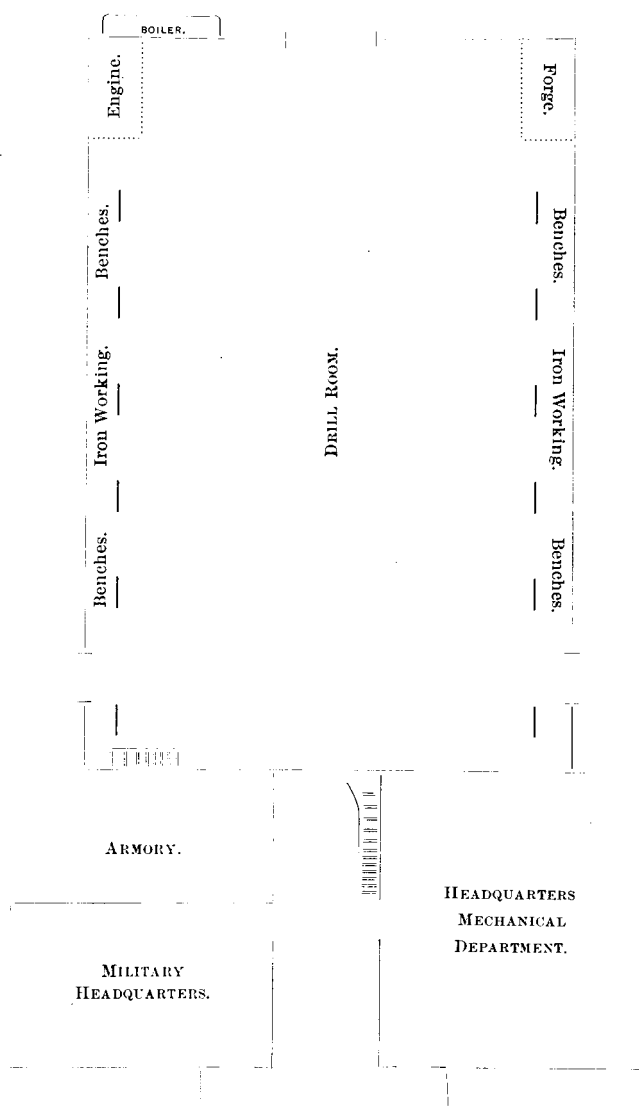 BOILER.
Engine.
Forge.
Benches.
Benches.
Iron Working.
DRILL ROOM.
Iron Working.
Benches.
Benches.
ARMORY.
HEADQUARTERS
MECHANICAL
DEPARTMENT.
MILITARY
HEADQUARTERS.